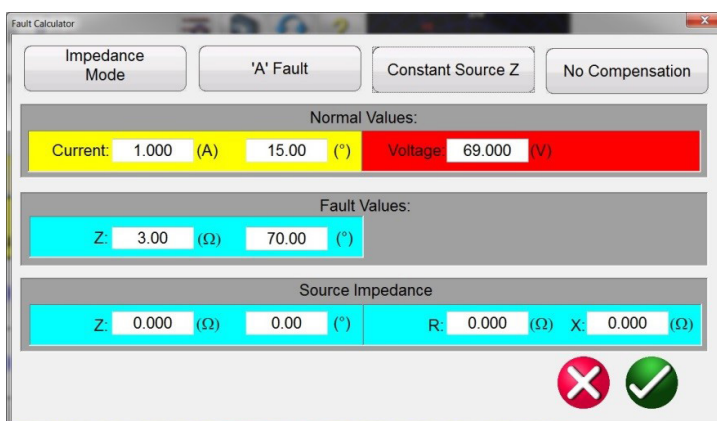 Fault Calculator
Impedance
Mode
'A' Fault
Constant Source Z
No Compensation
Normal Values:
Current: 1.000 (A) 15.00 (°) Voltage: 69.000 (V)
Fault Values:
Z: 3.00 (Ω) 70.00 (°)
Source Impedance
Z: 0.000 (Ω) 0.00 (°) R: 0.000 (Ω) X: 0.000 (Ω)